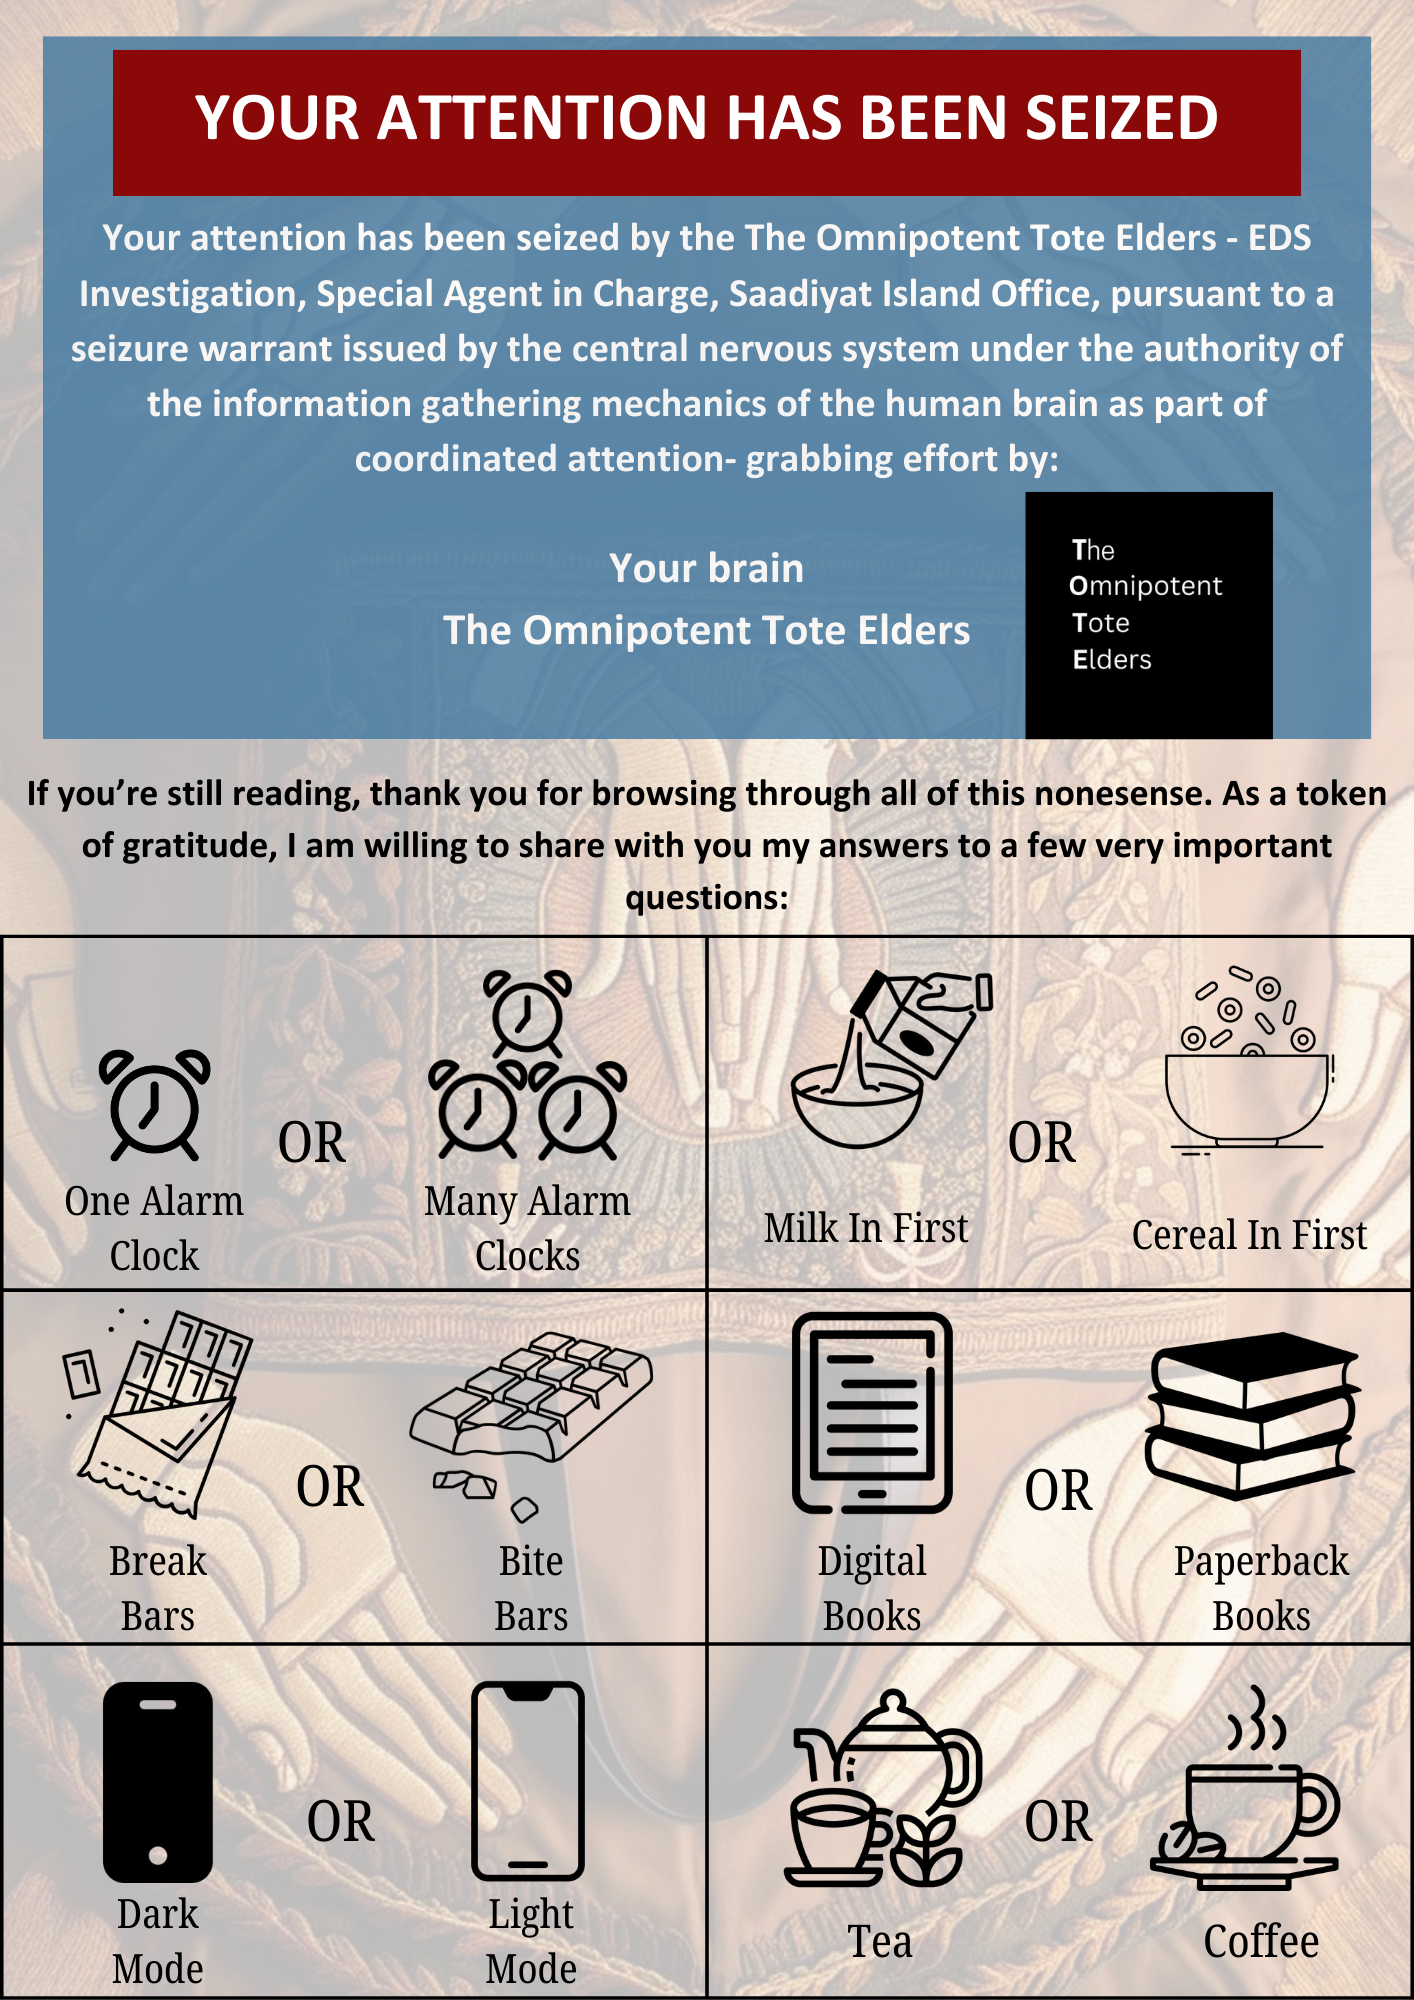 YOUR ATTENTION HAS BEEN SEIZED
Your attention has been seized by the The Omnipotent Tote Elders - EDS
Investigation, Special Agent in Charge, Saadiyat Island Office, pursuant to a
seizure warrant issued by the central nervous system under the authority of
the information gathering mechanics of the human brain as part of
coordinated attention- grabbing effort by:
Your brain
The Omnipotent Tote Elders
The
Omnipotent
Tote
Elders
If you’re still reading, thank you for browsing through all of this nonesense. As a token
of gratitude, I am willing to share with you my answers to a few very important
questions:
One Alarm
Clock
OR
Many Alarm
Clocks
Milk In First
OR
Cereal In First
Break
Bars
OR
Bite
Bars
Digital
Books
OR
Paperback
Books
Dark
Mode
OR
Light
Mode
Tea
OR
Coffee